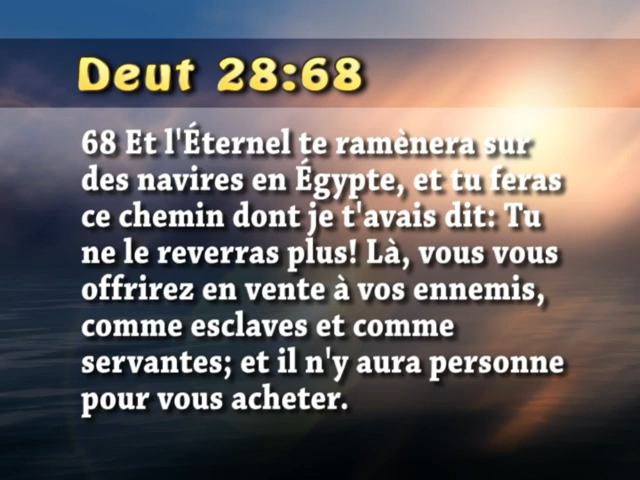 Deut 28:68
68 Et l'Éternel te ramènera sur
des navires en Égypte, et tu feras
ce chemin dont je t'avais dit: Tu
ne le reverras plus! Là, vous vous
offrirez en vente à vos ennemis,
comme esclaves et comme
servantes; et il n'y aura personne
pour vous acheter.